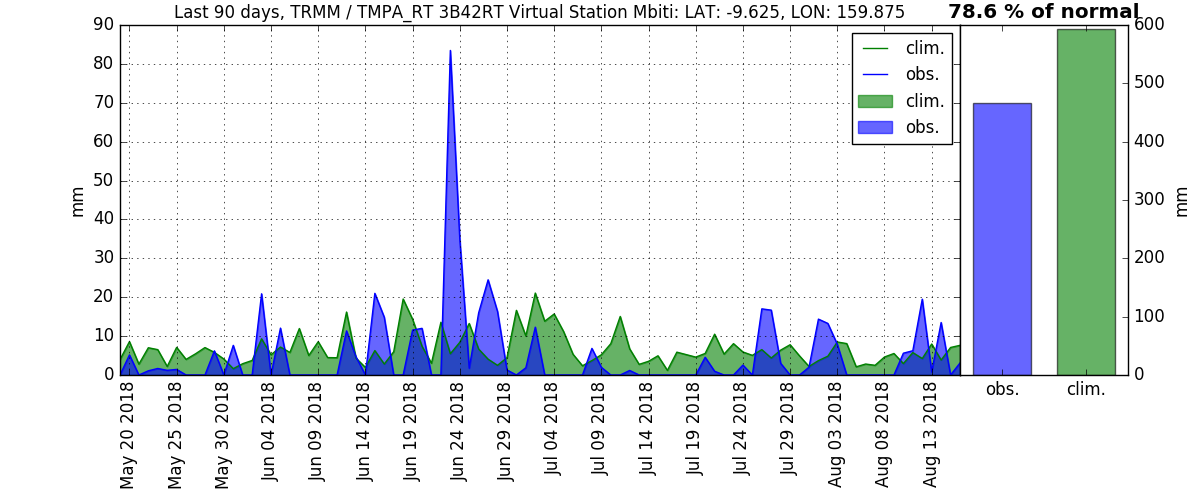 Last 90 days, TRMM / TMPA_RT 3B42RT Virtual Station Mbiti: LAT: -9.625, LON: 159.875
78.6 % of normal
90
80
70
60
50
40
30
20
10
0
mm
clim.
obs.
clim.
obs.
600
500
400
300
200
100
0
mm
May 20 2018
May 25 2018
May 30 2018
Jun 04 2018
Jun 09 2018
Jun 14 2018
Jun 19 2018
Jun 24 2018
Jun 29 2018
Jul 04 2018
Jul 09 2018
Jul 14 2018
Jul 19 2018
Jul 24 2018
Jul 29 2018
Aug 03 2018
Aug 08 2018
Aug 13 2018
obs.
clim.